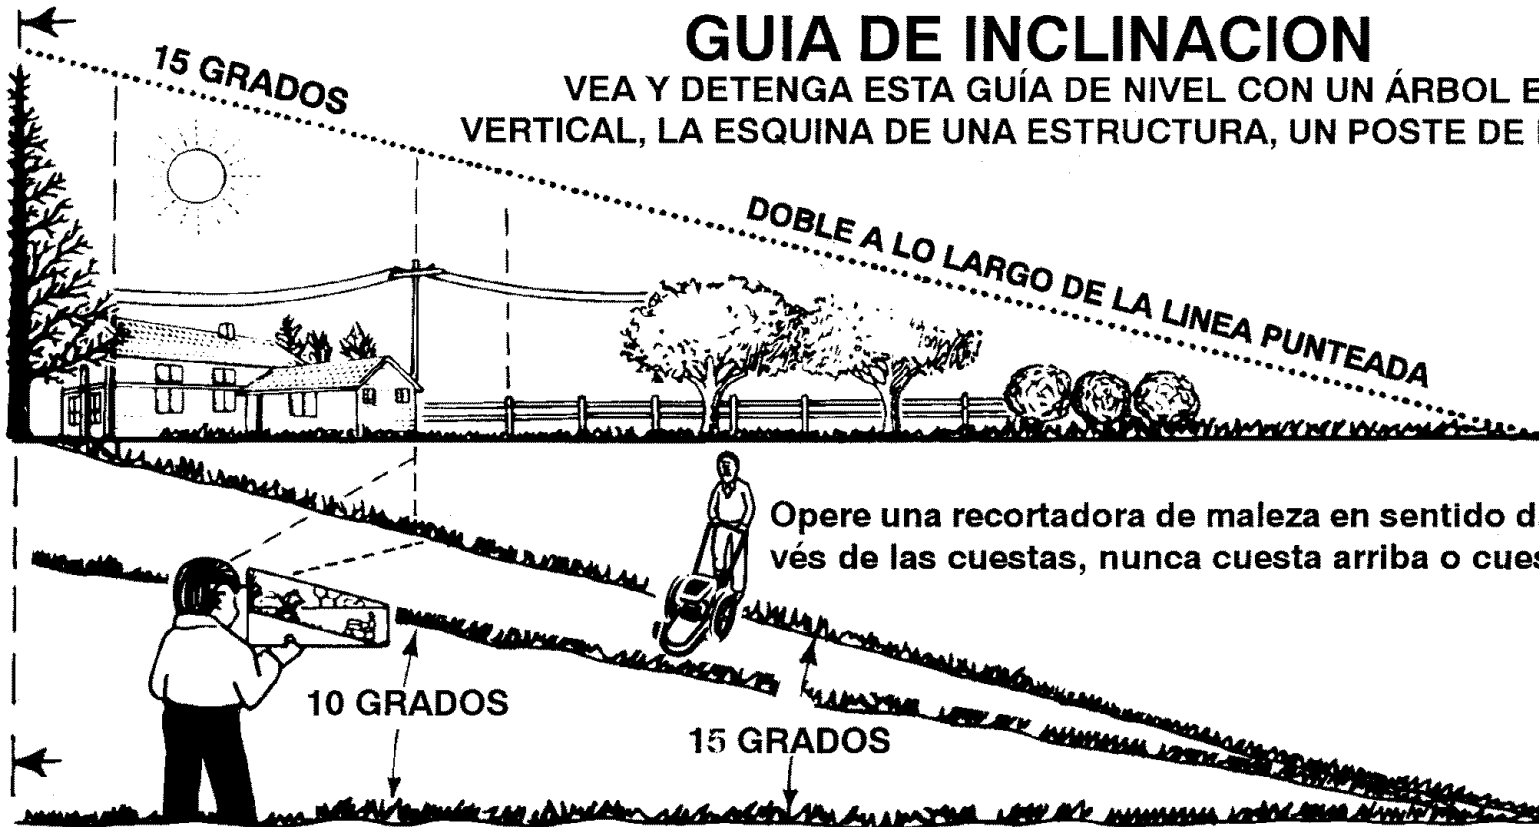 GUIA DE INCLINACION
VEA Y DETENGA ESTA GUÍA DE NIVEL CON UN ÁRBOL
VERTICAL, LA ESQUINA DE UNA ESTRUCTURA, UN POSTE DE
15 GRADOS
DOBLE A LO LARGO DE LA LINEA PUNTEADA
Opere una recortadora de maleza en sentido
vés de las cuestas, nunca cuesta arriba o
10 GRADOS
15 GRADOS